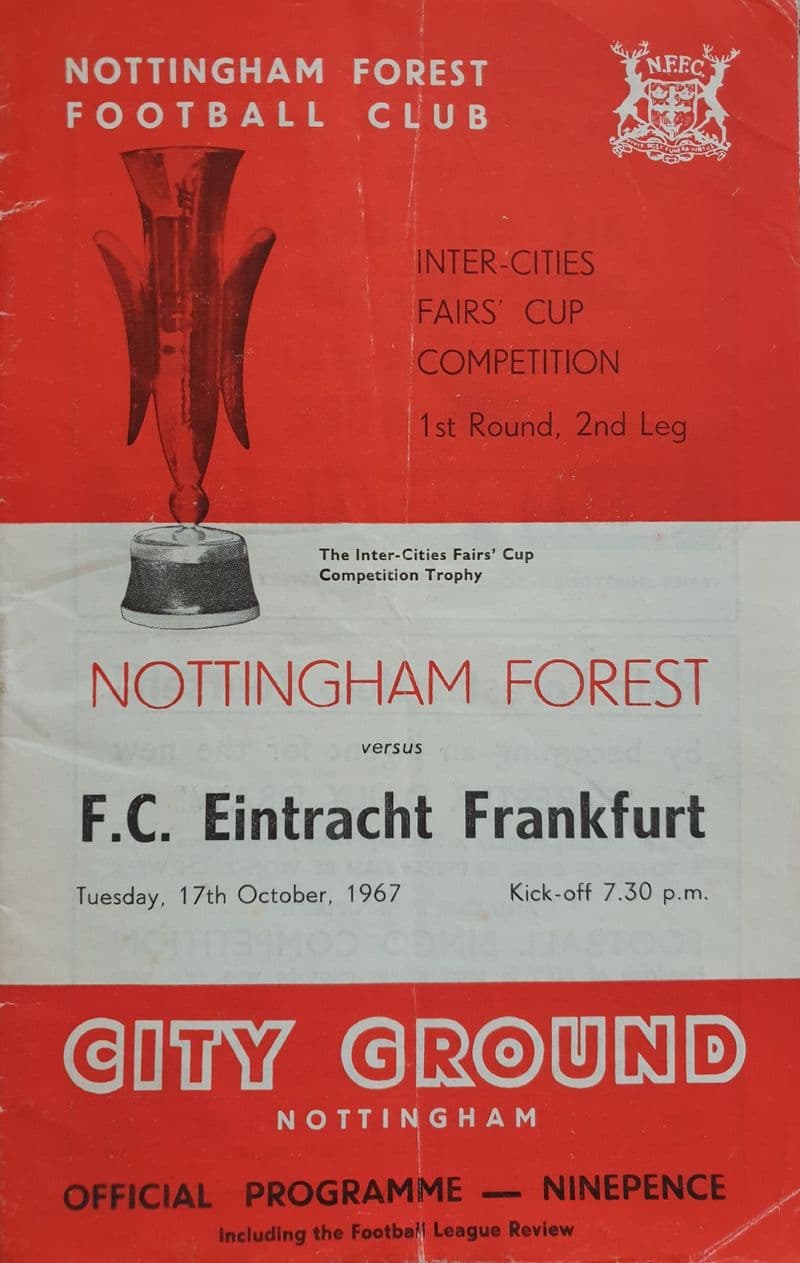 NOTTINGHAM FOREST
FOOTBALL CLUB
N.F.F.C.
INTER-CITIES
FAIRS' CUP
COMPETITION
1st Round, 2nd Leg
The Inter-Cities Fairs' Cup
Competition Trophy
NOTTINGHAM FOREST
versus
F.C. Eintracht Frankfurt
Tuesday, 17th October, 1967 Kick-off 7.30 p.m.
CITY GROUND
NOTTINGHAM
OFFICIAL PROGRAMME — NINEPENCE
Including the Football League Review